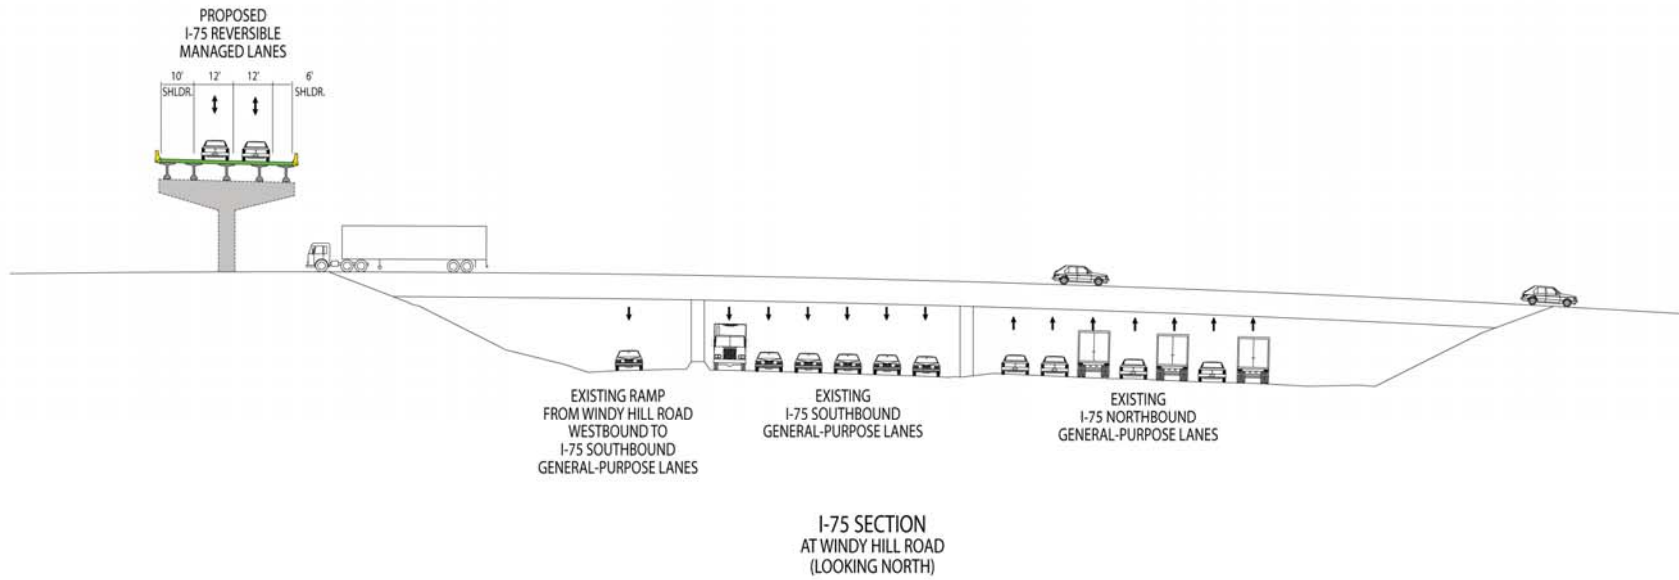 PROPOSED
I-75 REVERSIBLE
MANAGED LANES
10' 12' 12' 6'
SHLDR. SHLDR.
EXISTING RAMP
FROM WINDY HILL ROAD
WESTBOUND TO
I-75 SOUTHBOUND
GENERAL-PURPOSE LANES
EXISTING
I-75 SOUTHBOUND
GENERAL-PURPOSE LANES
EXISTING
I-75 NORTHBOUND
GENERAL-PURPOSE LANES
I-75 SECTION
AT WINDY HILL ROAD
(LOOKING NORTH)